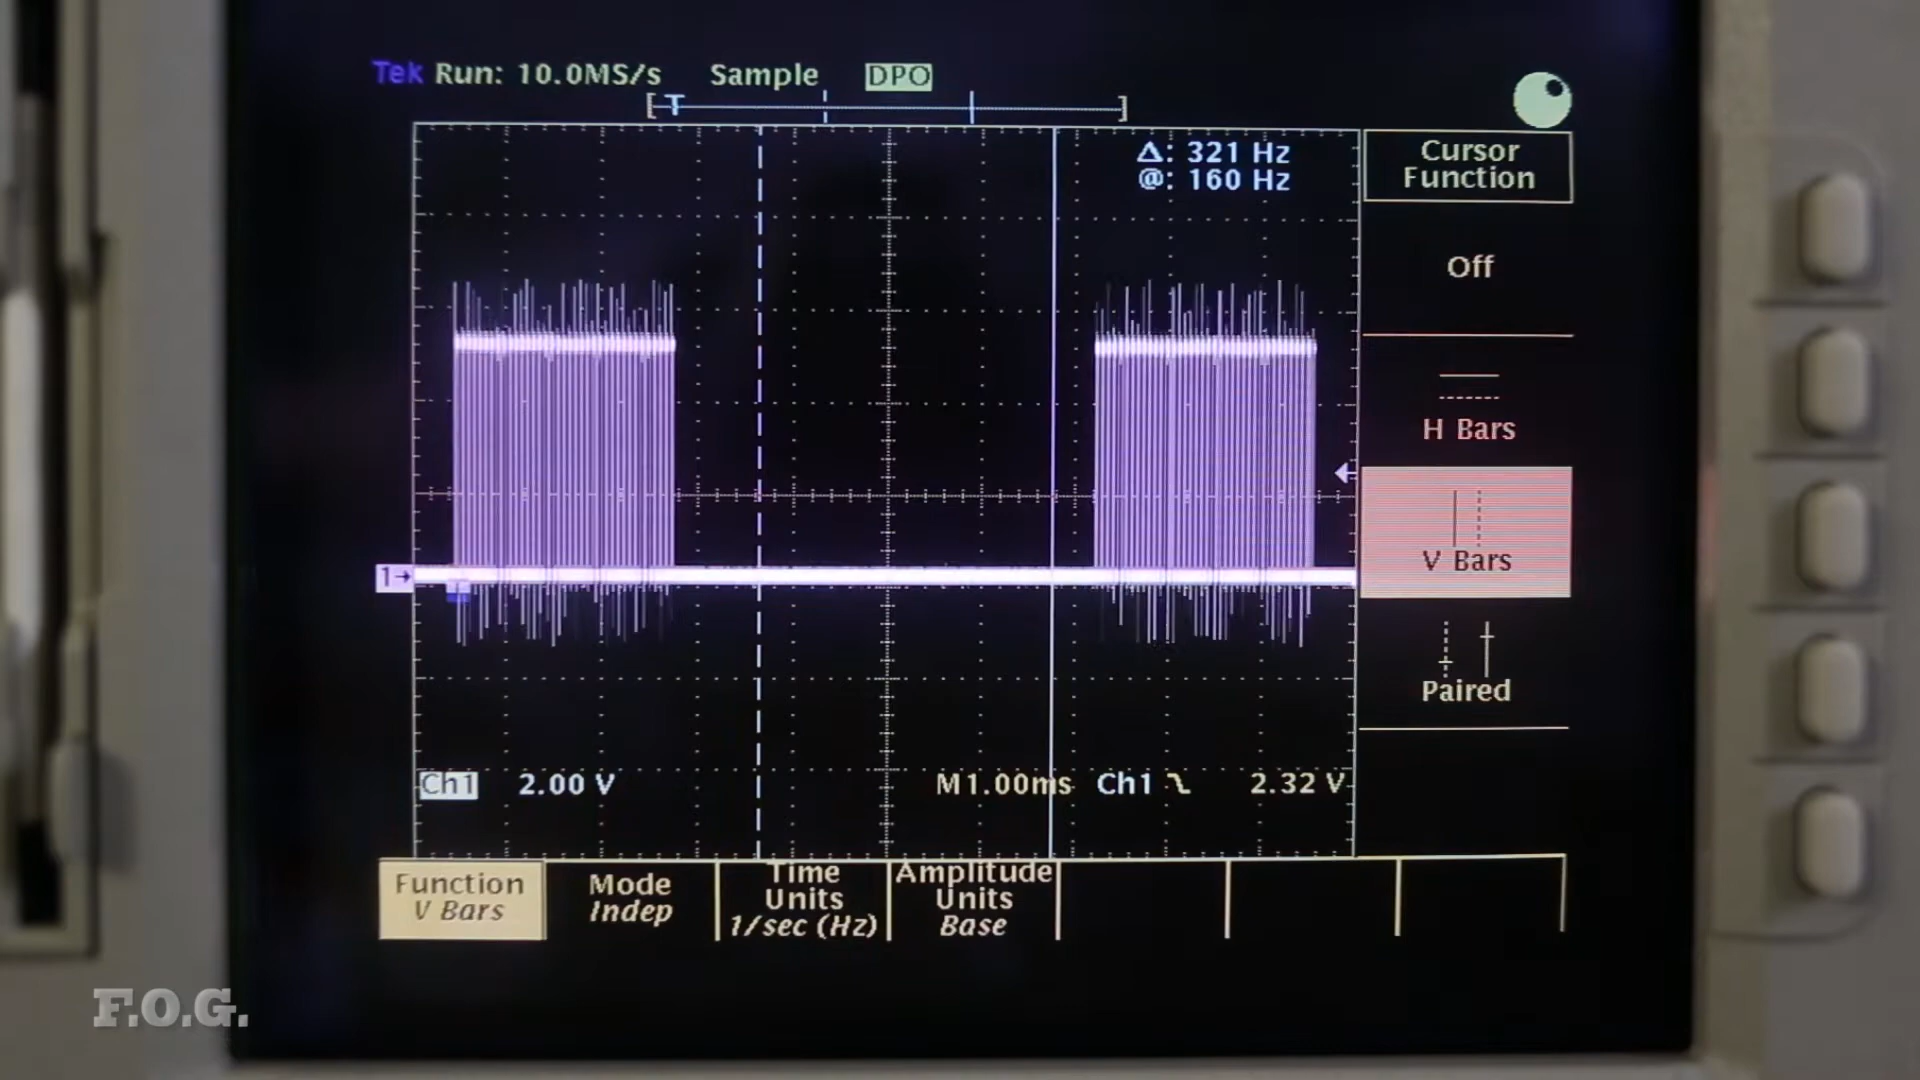 Tek Run: 10.0MS/s Sample DPO
[ T ]
Δ: 321 Hz
@: 160 Hz
Cursor
Function
Off
H Bars
V Bars
Paired
1→
Ch1 2.00 V M1.00ms Ch1 2.32 V
Function
V Bars
Mode
Indep
Time
Units
1/sec (Hz)
Amplitude
Units
Base
F.O.G.